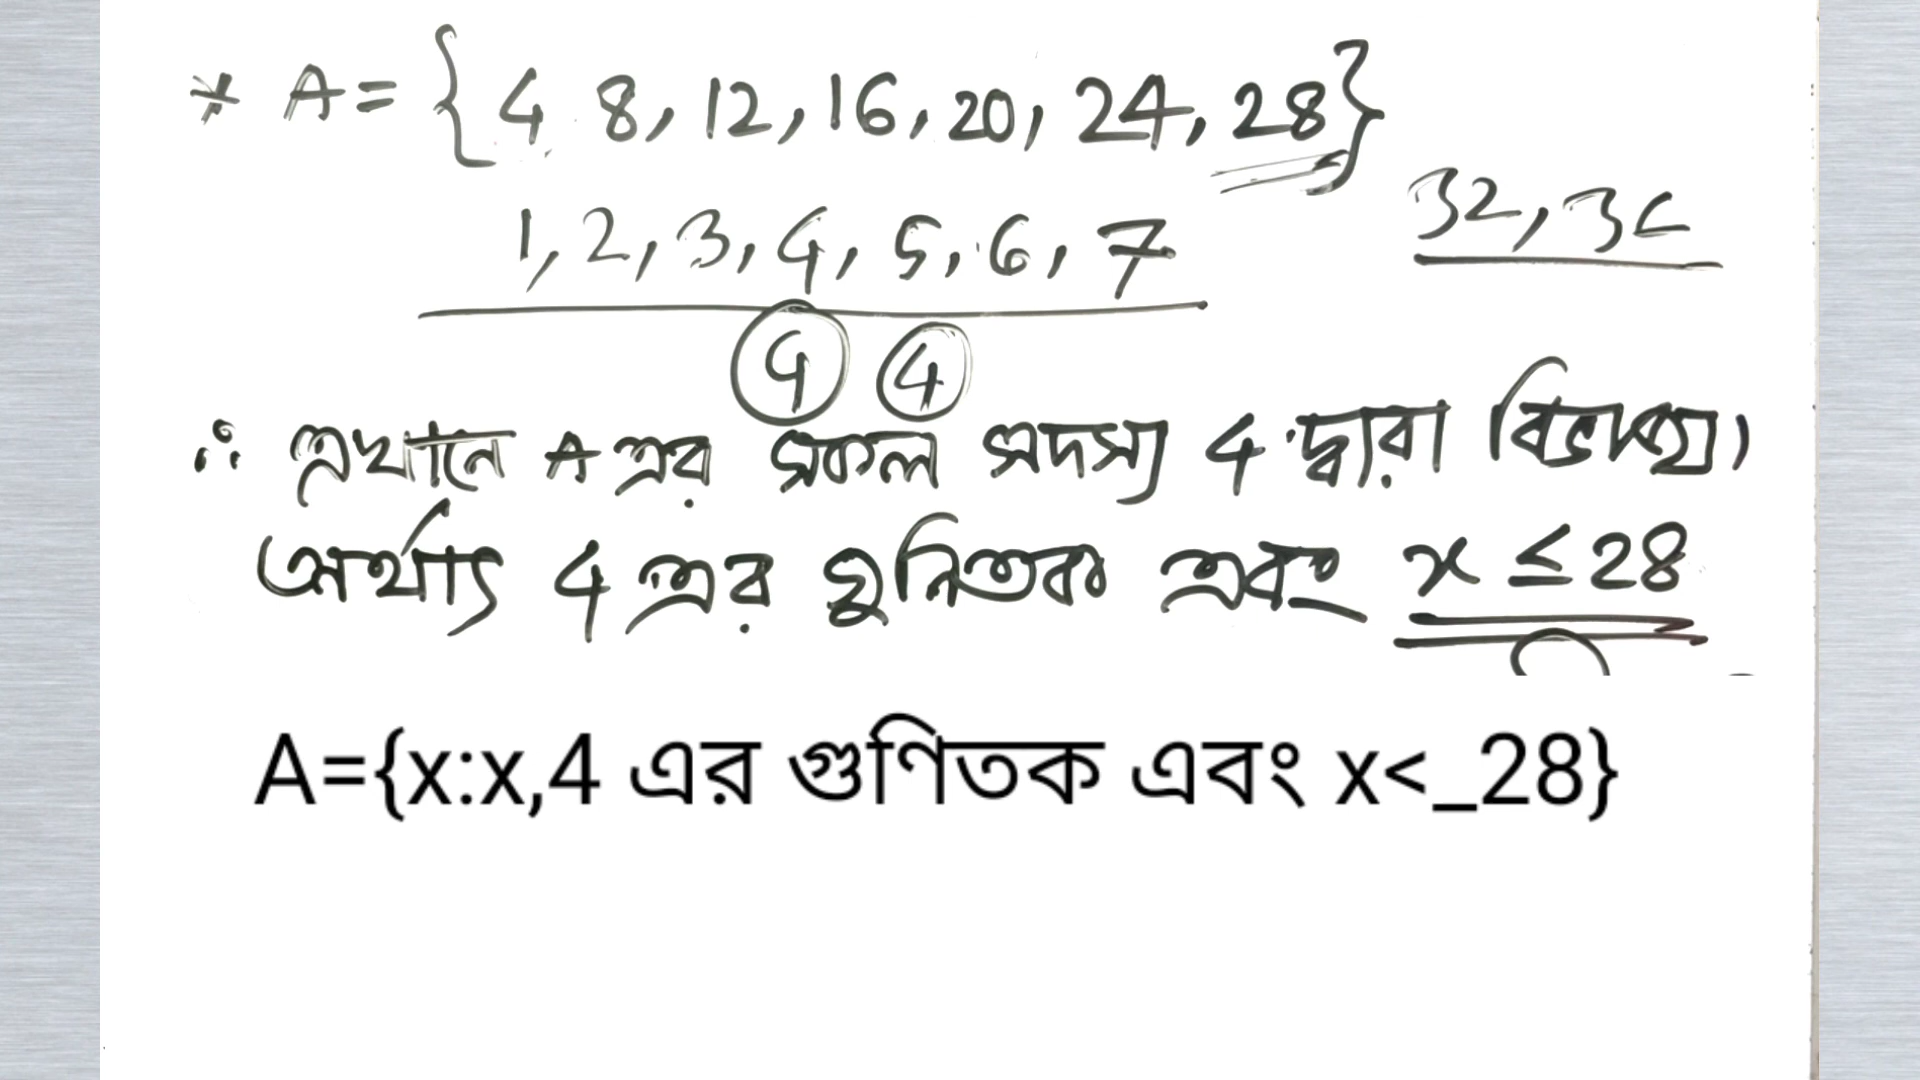 * A = {4 8, 12, 16, 20, 24, 28}
32, 36
1, 2, 3, 4, 5, 6, 7
4 4
∴ এখানে A এর সকল সদস্য 4 দ্বারা বিভাজ্য।
অর্থাৎ 4 এর গুনিতক এবং x ≤ 28
A={x:x,4 এর গুণিতক এবং x<_28}